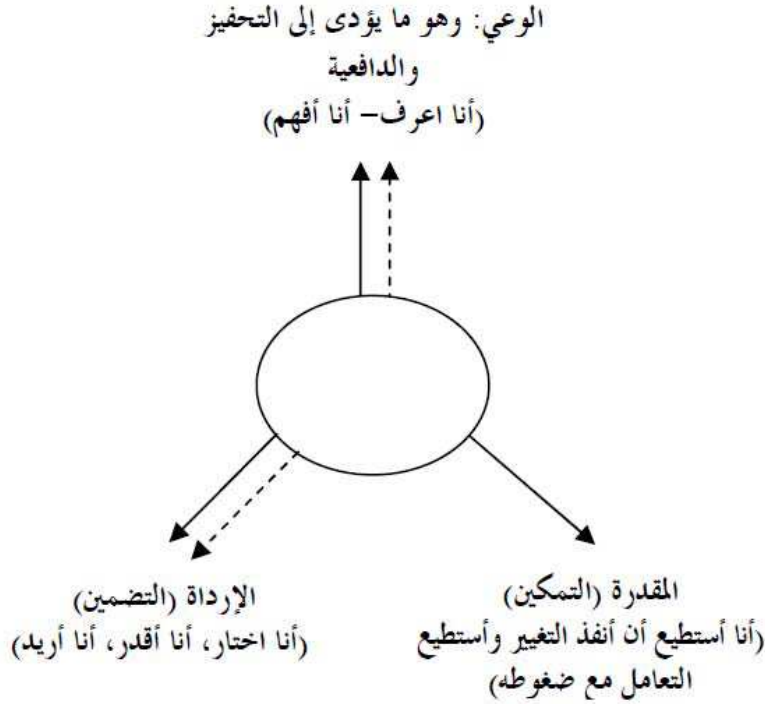 الوعي: وهو ما يؤدى إلى التحفيز
والدافعية
(أنا اعرف– أنا أفهم)
المقدرة (التمكين)
(أنا أستطيع أن أنفذ التغيير وأستطيع
التعامل مع ضغوطه)
الإرداة (التضمين)
(أنا اختار، أنا أقدر، أنا أريد)